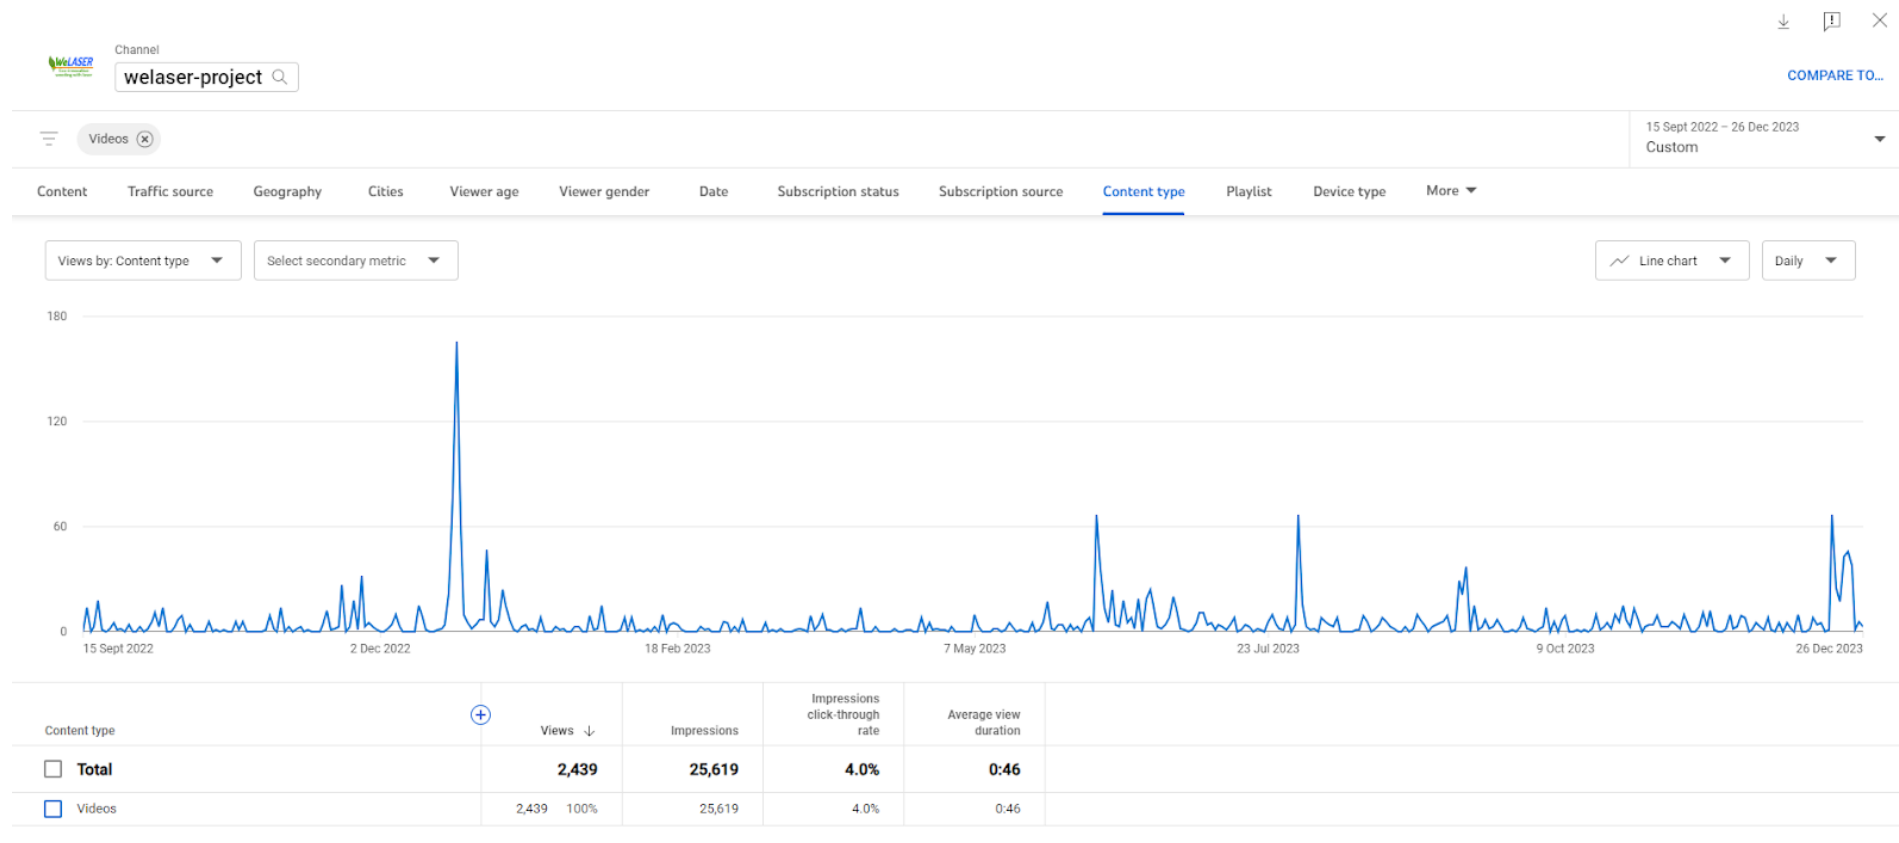 Channel
WeLASER
welaser-project
COMPARE TO...
Videos
15 Sept 2022 – 26 Dec 2023
Custom
Content Traffic source Geography Cities Viewer age Viewer gender Date Subscription status Subscription source Content type Playlist Device type More
Views by: Content type Select secondary metric Line chart Daily
180
120
60
0
15 Sept 2022 2 Dec 2022 18 Feb 2023 7 May 2023 23 Jul 2023 9 Oct 2023 26 Dec 2023
Content type Views Impressions Impressions click-through rate Average view duration
Total 2,439 25,619 4.0% 0:46
Videos 2,439 100% 25,619 4.0% 0:46